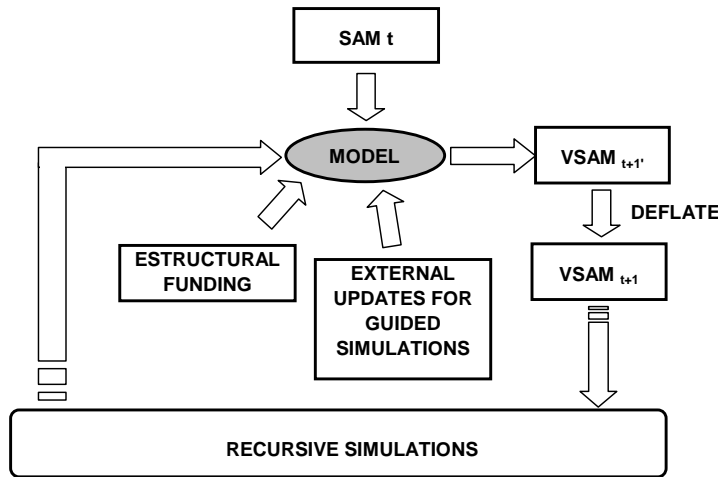 SAM t
MODEL
VSAM t+1'
DEFLATE
ESTRUCTURAL
FUNDING
EXTERNAL
UPDATES FOR
GUIDED
SIMULATIONS
VSAM t+1
RECURSIVE SIMULATIONS